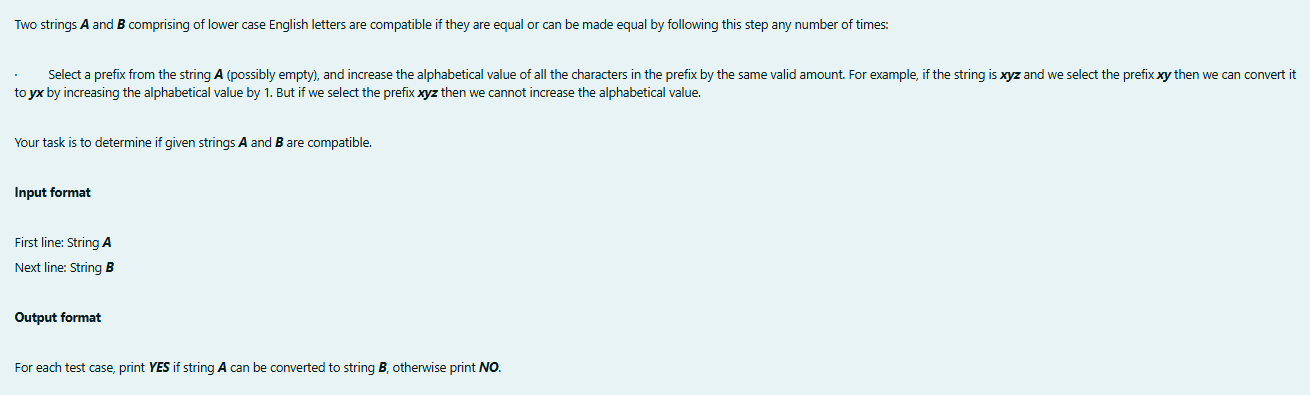 Two strings A and B comprising of lower case English letters are compatible if they are equal or can be made equal by following this step any number of times:
· Select a prefix from the string A (possibly empty), and increase the alphabetical value of all the characters in the prefix by the same valid amount. For example, if the string is xyz and we select the prefix xy then we can convert it
to yx by increasing the alphabetical value by 1. But if we select the prefix xyz then we cannot increase the alphabetical value.
Your task is to determine if given strings A and B are compatible.
Input format
First line: String A
Next line: String B
Output format
For each test case, print YES if string A can be converted to string B, otherwise print NO.